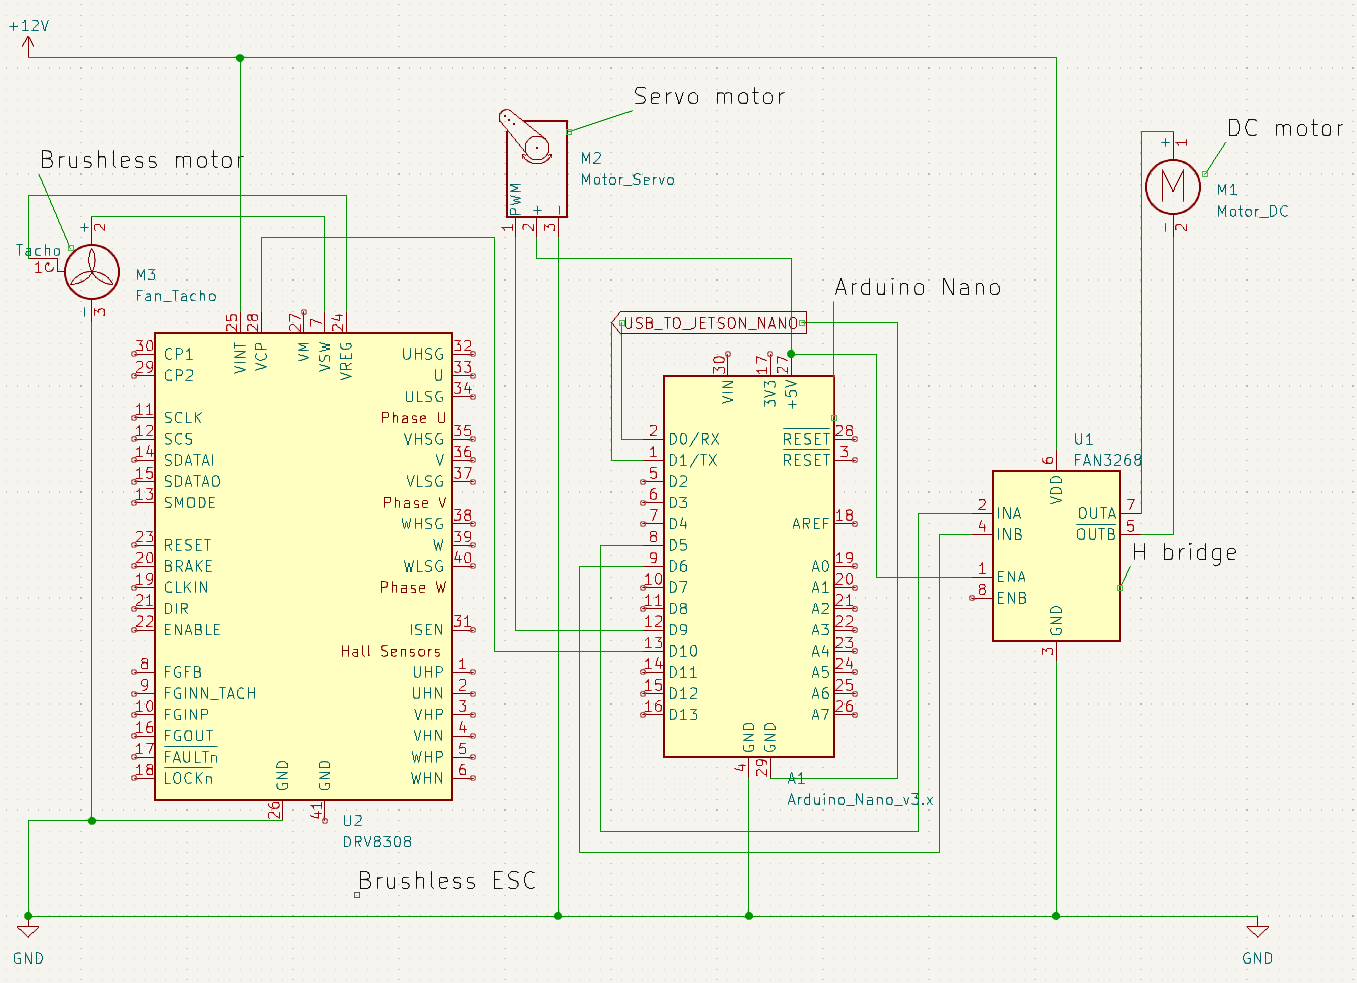 +12V
Servo motor
DC motor
Brushless motor
M2
Motor_Servo
PWM
+
-
1
2
3
+
1
M1
Motor_DC
M
-
2
+
2
Tacho
1
M3
Fan_Tacho
-
3
Arduino Nano
USB_TO_JETSON_NANO
25
28
27
7
24
VINT
VCP
VM
VSW
VREG
30 CP1
29 CP2
11 SCLK
12 SCS
14 SDATAI
15 SDATAO
13 SMODE
23 RESET
20 BRAKE
19 CLKIN
21 DIR
22 ENABLE
8 FGFB
9 FGINN_TACH
10 FGINP
16 FGOUT
17 FAULTn
18 LOCKn
UHSG 32
U 33
ULSG 34
Phase U
VHSG 35
V 36
VLSG 37
Phase V
WHSG 38
W 39
WLSG 40
Phase W
ISEN 31
Hall Sensors
UHP 1
UHN 2
VHP 3
VHN 4
WHP 5
WHN 6
GND
GND
26
41
U2
DRV8308
Brushless ESC
30
17
27
VIN
3V3
+5V
2 D0/RX
1 D1/TX
5 D2
6 D3
7 D4
8 D5
9 D6
10 D7
11 D8
12 D9
13 D10
14 D11
15 D12
16 D13
RESET 28
RESET 3
AREF 18
A0 19
A1 20
A2 21
A3 22
A4 23
A5 24
A6 25
A7 26
GND
GND
4
29
A1
Arduino_Nano_v3.x
U1
FAN3268
6
VDD
2 INA
4 INB
1 ENA
8 ENB
OUTA 7
OUTB 5
GND
3
H bridge
GND
GND